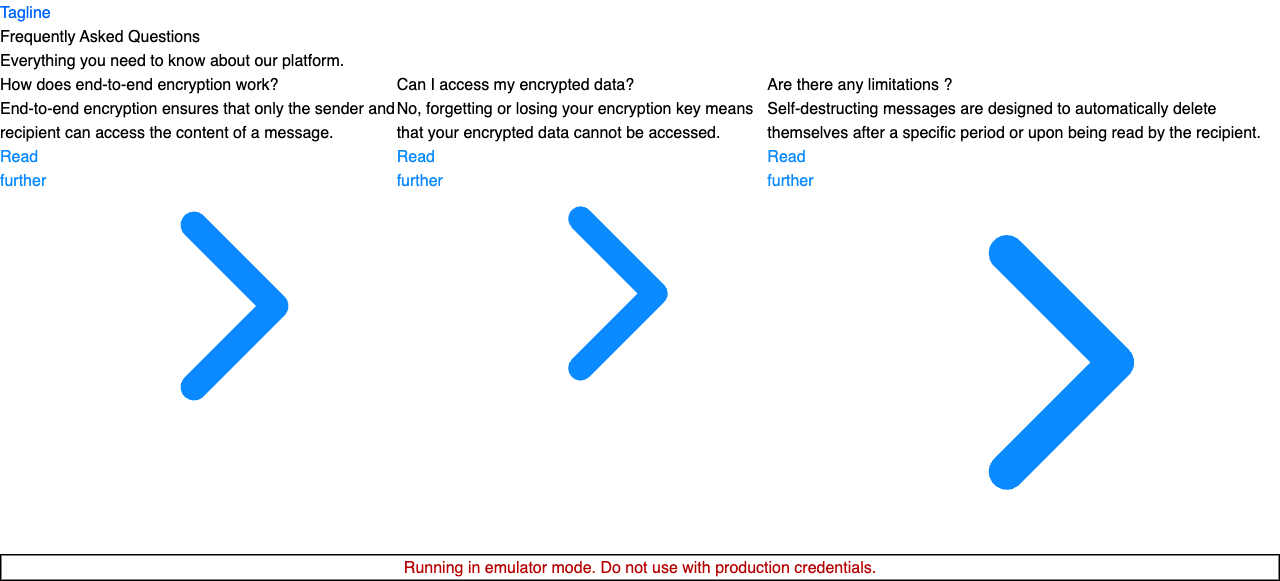 Tagline
Frequently Asked Questions
Everything you need to know about our platform.
How does end-to-end encryption work?
End-to-end encryption ensures that only the sender and
recipient can access the content of a message.
Read
further
Can I access my encrypted data?
No, forgetting or losing your encryption key means
that your encrypted data cannot be accessed.
Read
further
Are there any limitations ?
Self-destructing messages are designed to automatically delete
themselves after a specific period or upon being read by the recipient.
Read
further
Running in emulator mode. Do not use with production credentials.